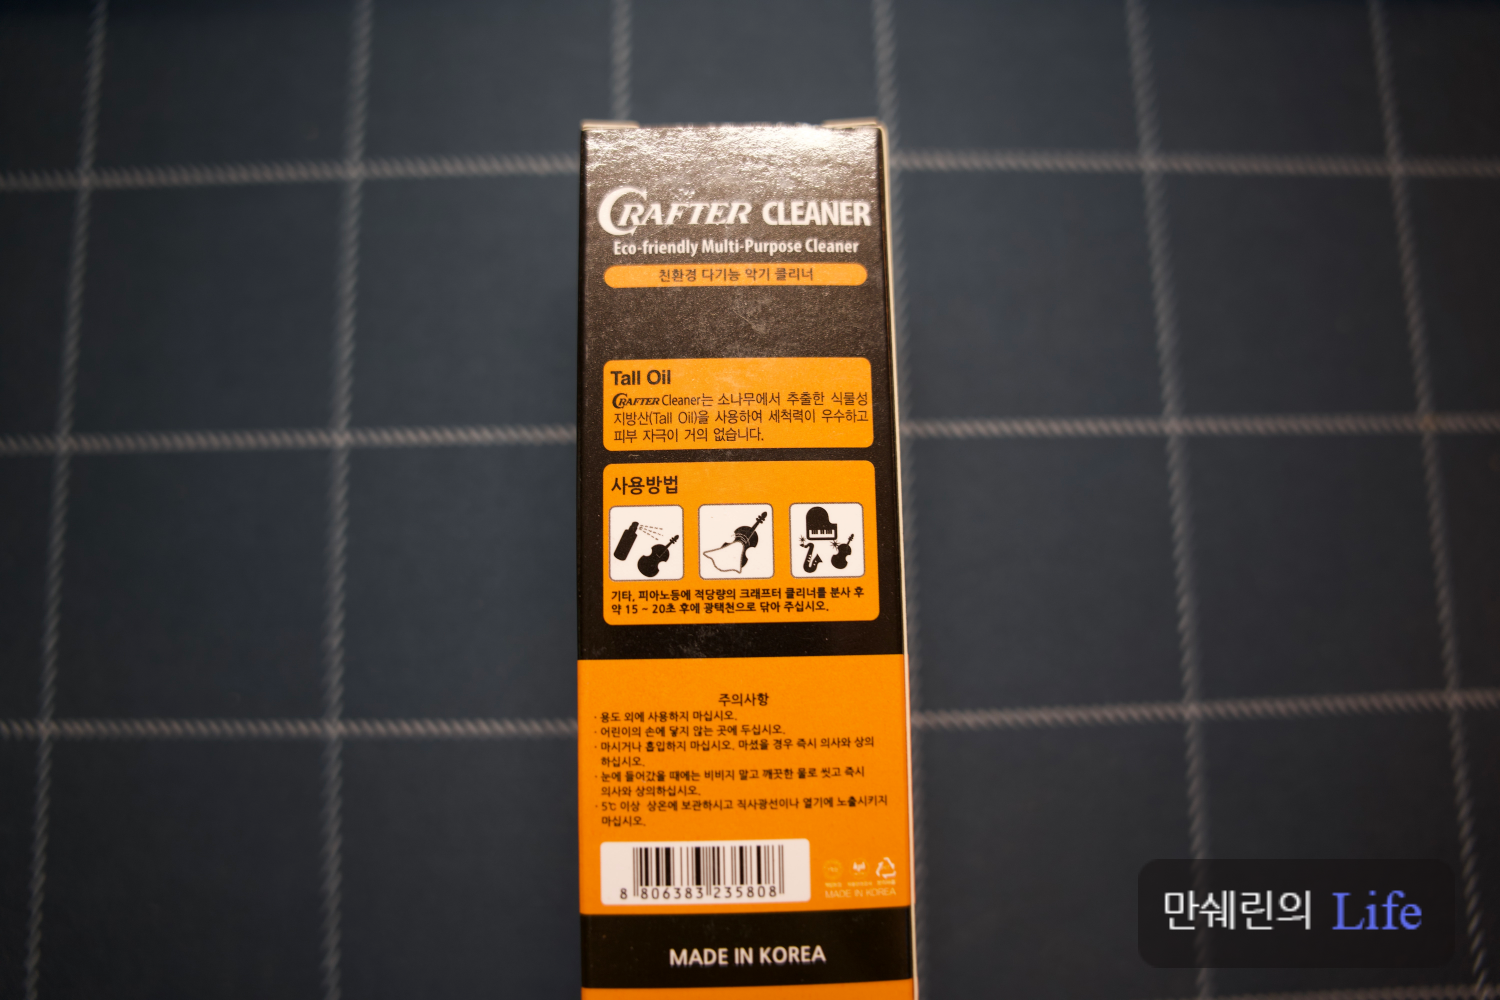 CRAFTER CLEANER
Eco-friendly Multi-Purpose Cleaner
친환경 다기능 악기 클리너
Tall Oil
CRAFTER Cleaner는 소나무에서 추출한 식물성
지방산(Tall Oil)을 사용하여 세척력이 우수하고
피부 자극이 거의 없습니다.
사용방법
기타, 피아노등에 적당량의 크래프터 클리너를 분사 후
약 15 ~ 20초 후에 광택천으로 닦아 주십시오.
주의사항
· 용도 외에 사용하지 마십시오.
· 어린이의 손에 닿지 않는 곳에 두십시오.
· 마시거나 흡입하지 마십시오. 마셨을 경우 즉시 의사와 상의
하십시오.
· 눈에 들어갔을 때에는 비비지 말고 깨끗한 물로 씻고 즉시
의사와 상의하십시오.
· 5℃ 이상 상온에 보관하시고 직사광선이나 열기에 노출시키지
마십시오.
8 806383 235808
MADE IN KOREA
MADE IN KOREA
만쉐린의 Life